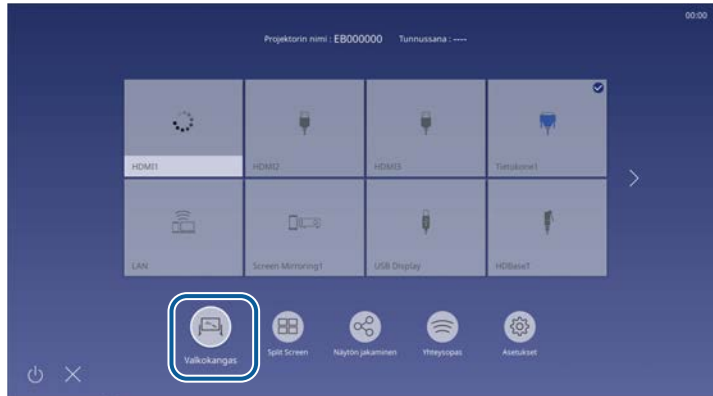 00:00
Projektorin nimi : EB000000 Tunnussana : ----
HDMI1 HDMI2 HDMI3 Tietokone1
LAN Screen Mirroring1 USB Display HDBaseT
Valkokangas Split Screen Näytön jakaminen Yhteysopas Asetukset